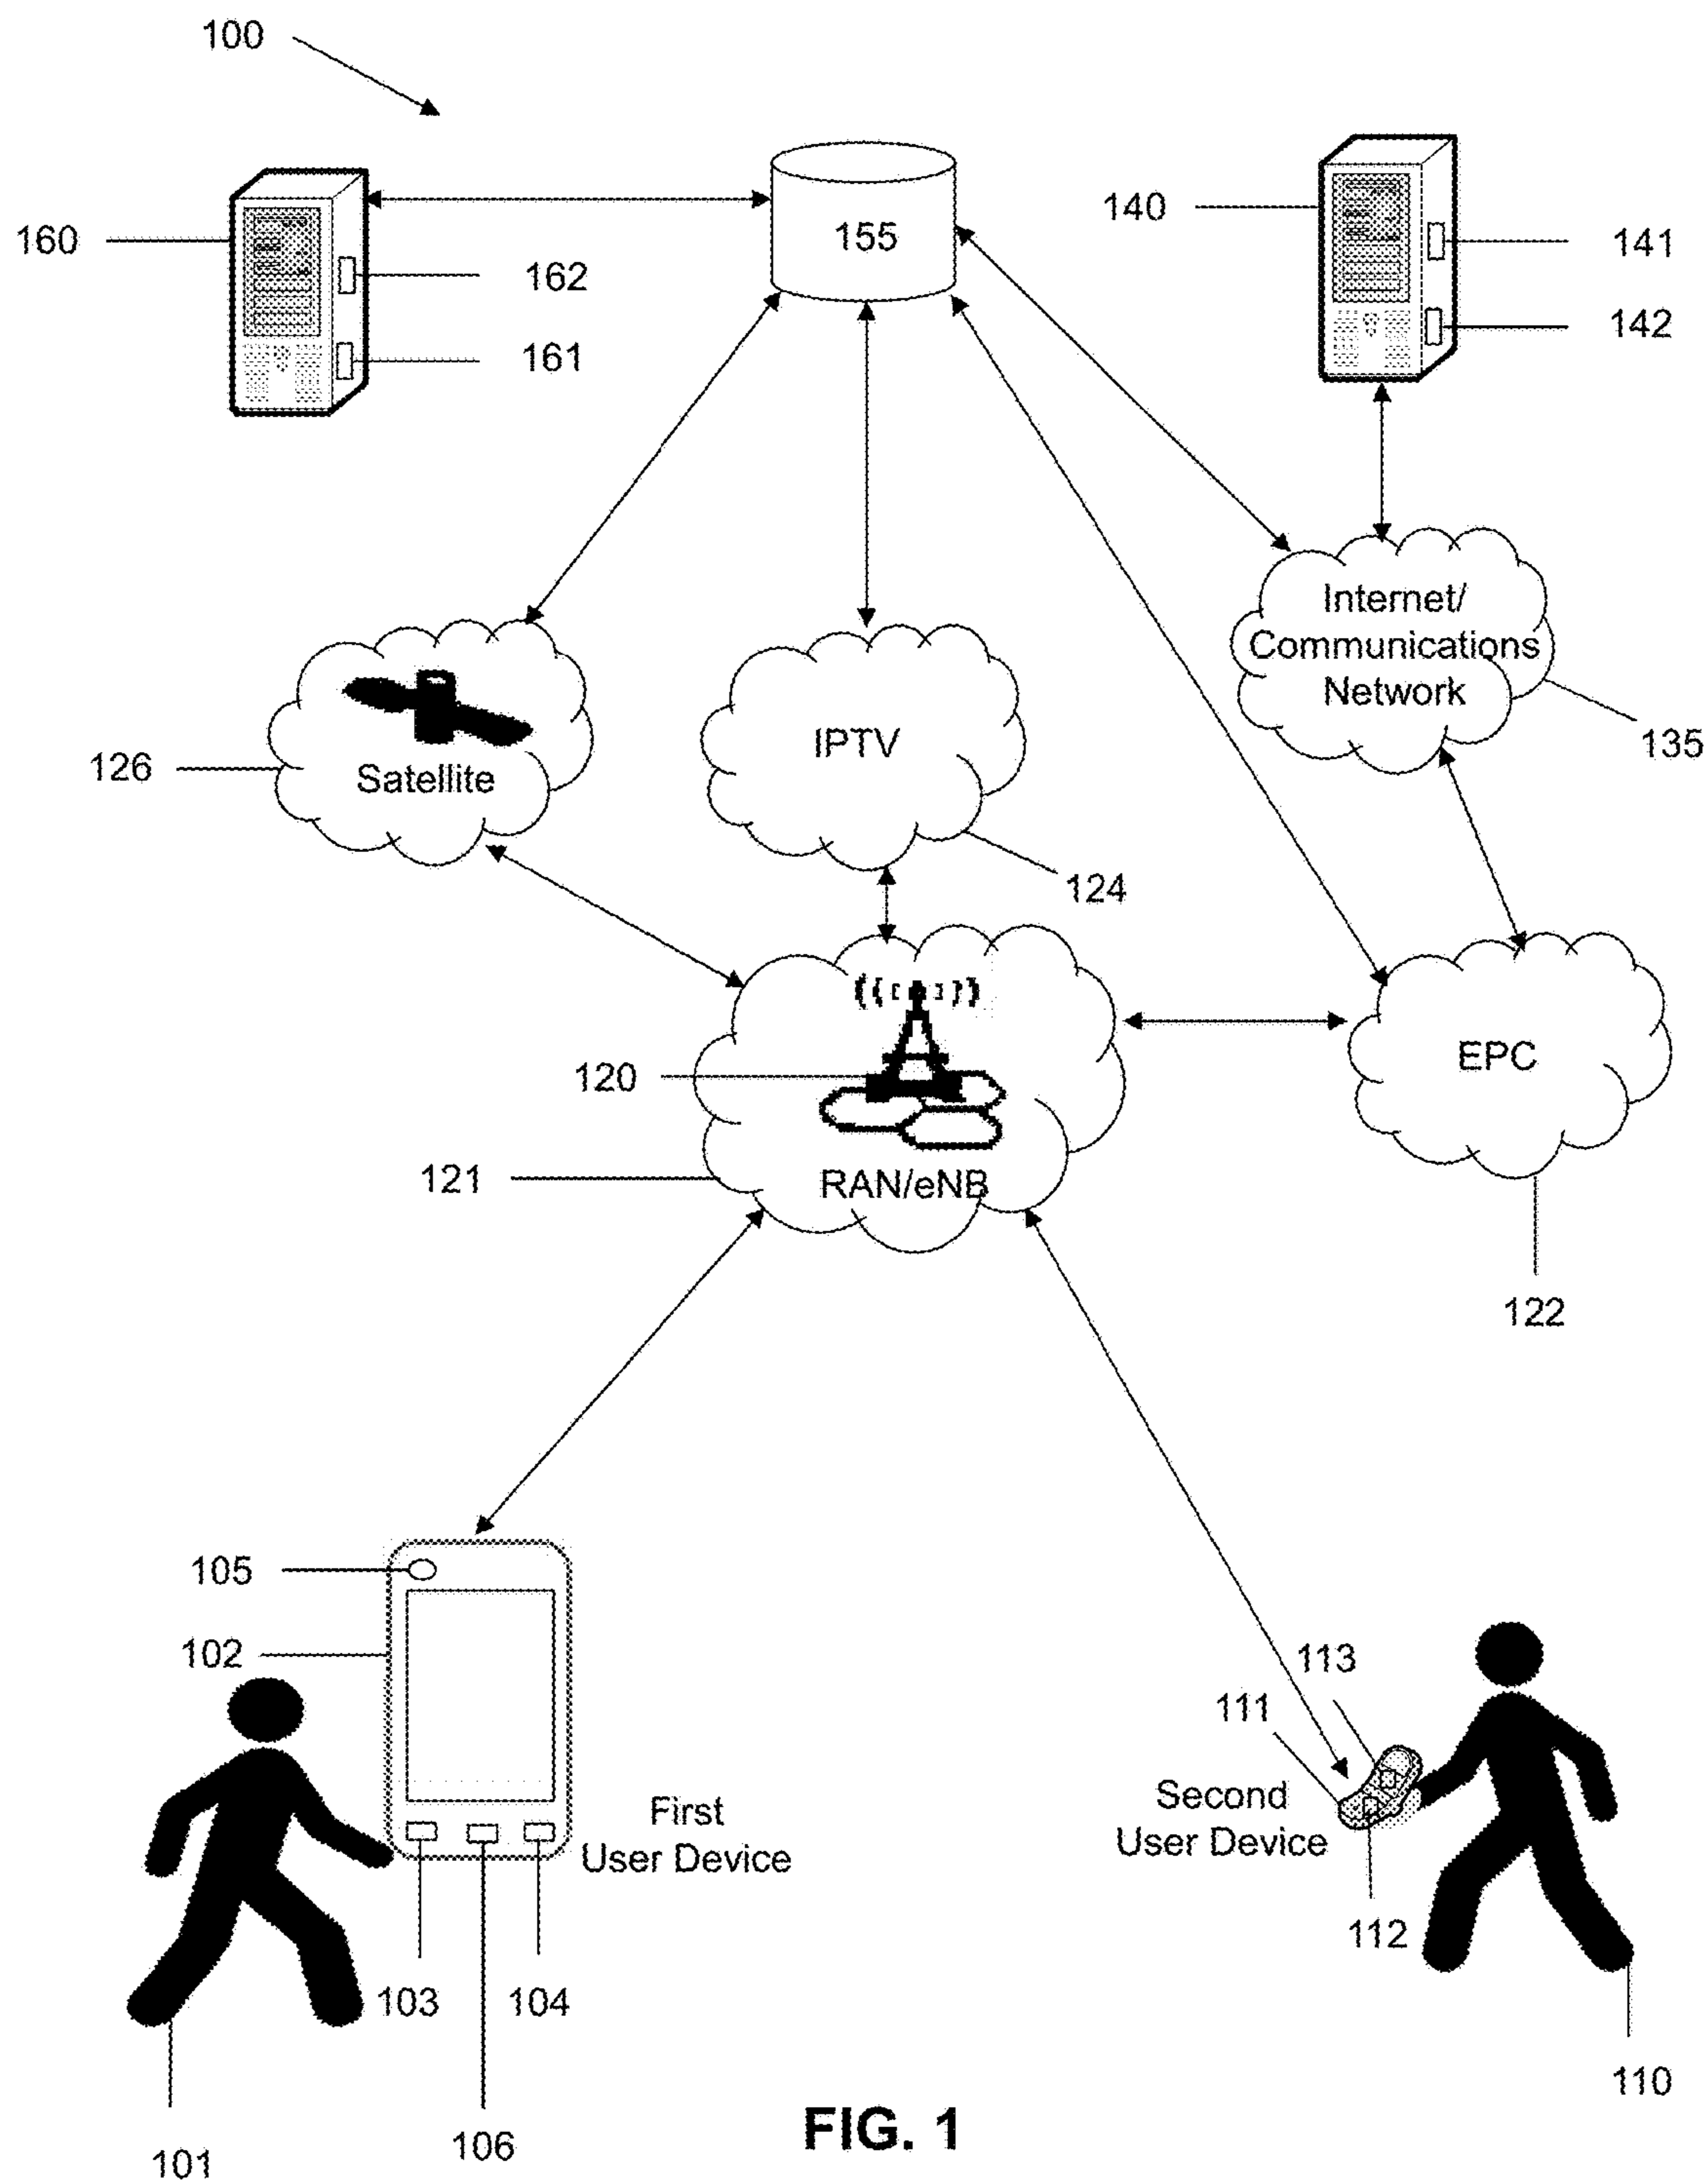 100
160
162
161
155
140
141
142
Internet/
Communications
Network
135
126
Satellite
IPTV
124
120
121
RAN/eNB
EPC
122
105
102
First
User Device
103
104
106
101
113
111
Second
User Device
112
110
FIG. 1